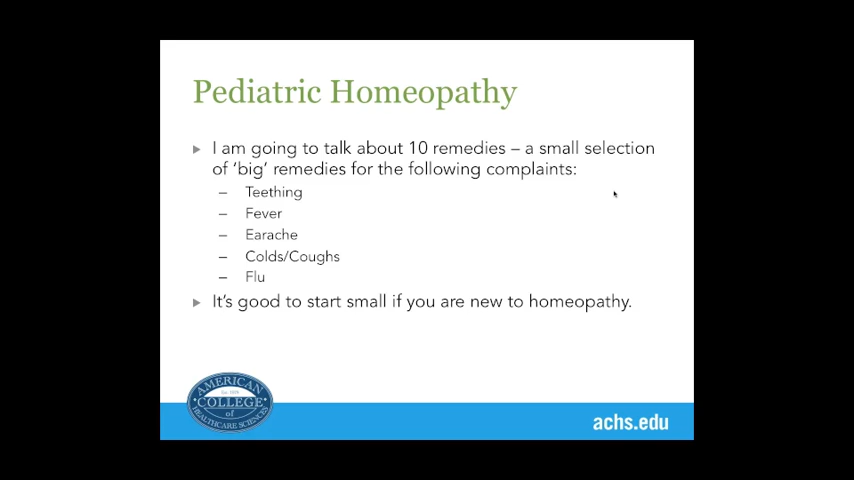 Pediatric Homeopathy
I am going to talk about 10 remedies – a small selection
of ‘big’ remedies for the following complaints:
– Teething
– Fever
– Earache
– Colds/Coughs
– Flu
It’s good to start small if you are new to homeopathy.
AMERICAN
COLLEGE
of
HEALTHCARE SCIENCES
achs.edu